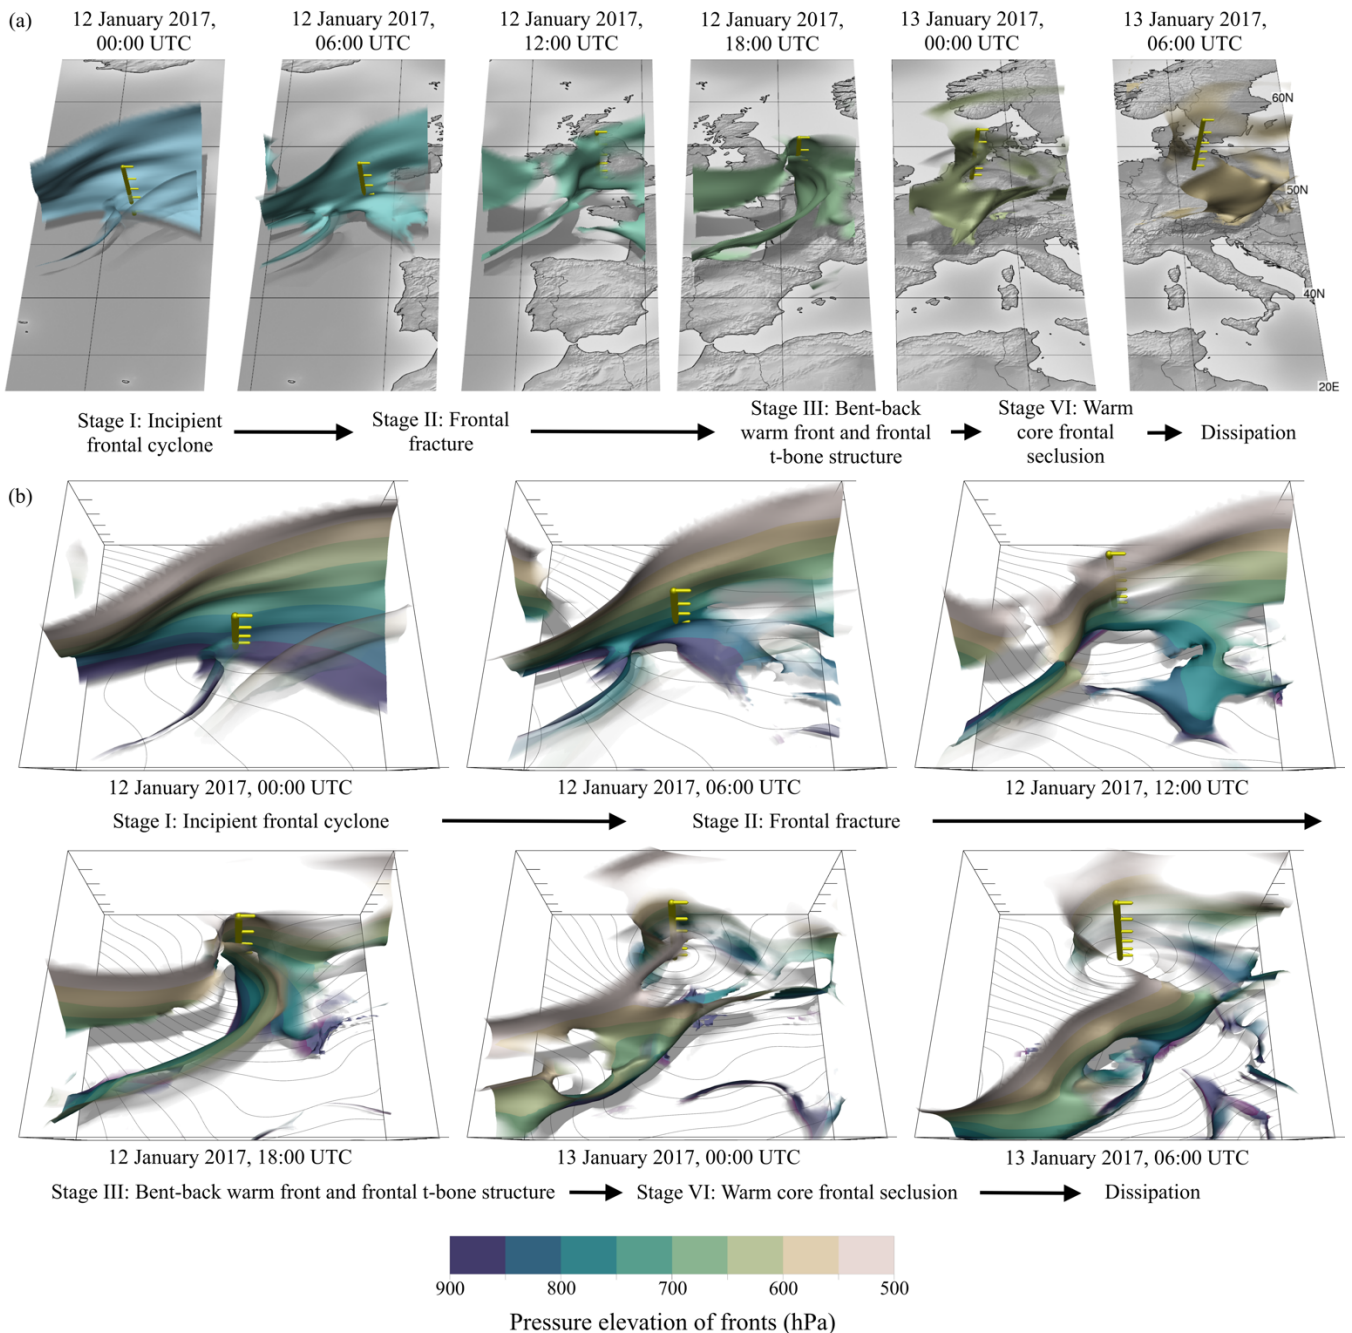 (a)
12 January 2017,
00:00 UTC
12 January 2017,
06:00 UTC
12 January 2017,
12:00 UTC
12 January 2017,
18:00 UTC
13 January 2017,
00:00 UTC
13 January 2017,
06:00 UTC
60N
50N
40N
20E
Stage I: Incipient
frontal cyclone
Stage II: Frontal
fracture
Stage III: Bent-back
warm front and frontal
t-bone structure
Stage VI: Warm
core frontal
seclusion
Dissipation
(b)
12 January 2017, 00:00 UTC
12 January 2017, 06:00 UTC
12 January 2017, 12:00 UTC
Stage I: Incipient frontal cyclone
Stage II: Frontal fracture
12 January 2017, 18:00 UTC
13 January 2017, 00:00 UTC
13 January 2017, 06:00 UTC
Stage III: Bent-back warm front and frontal t-bone structure
Stage VI: Warm core frontal seclusion
Dissipation
900 800 700 600 500
Pressure elevation of fronts (hPa)